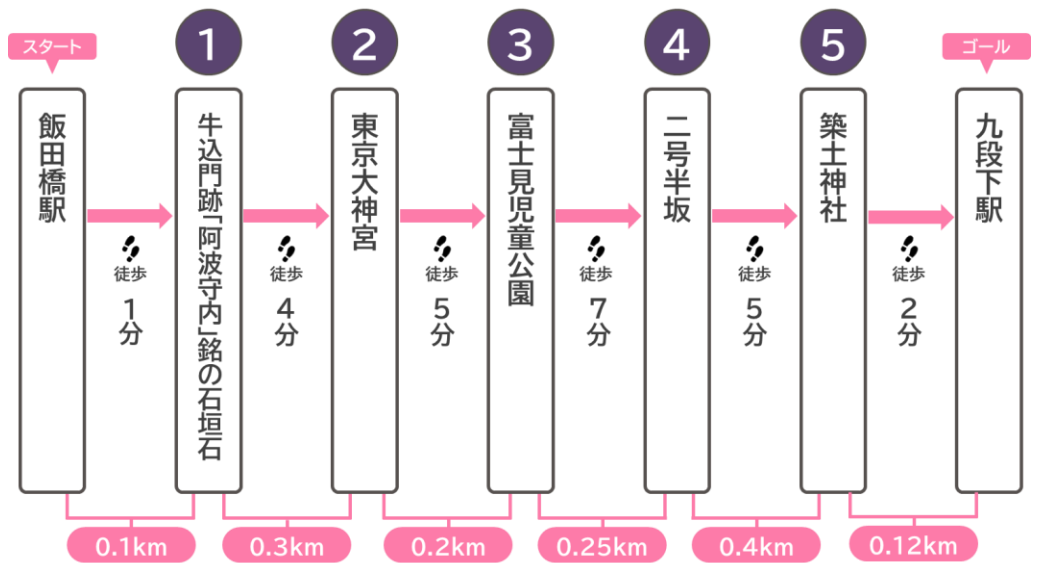 スタート
1
2
3
4
5
ゴール
飯田橋駅
徒歩
1分
牛込門跡「阿波守内」銘の石垣石
徒歩
4分
東京大神宮
徒歩
5分
富士見児童公園
徒歩
7分
二号半坂
徒歩
5分
築土神社
徒歩
2分
九段下駅
0.1km
0.3km
0.2km
0.25km
0.4km
0.12km